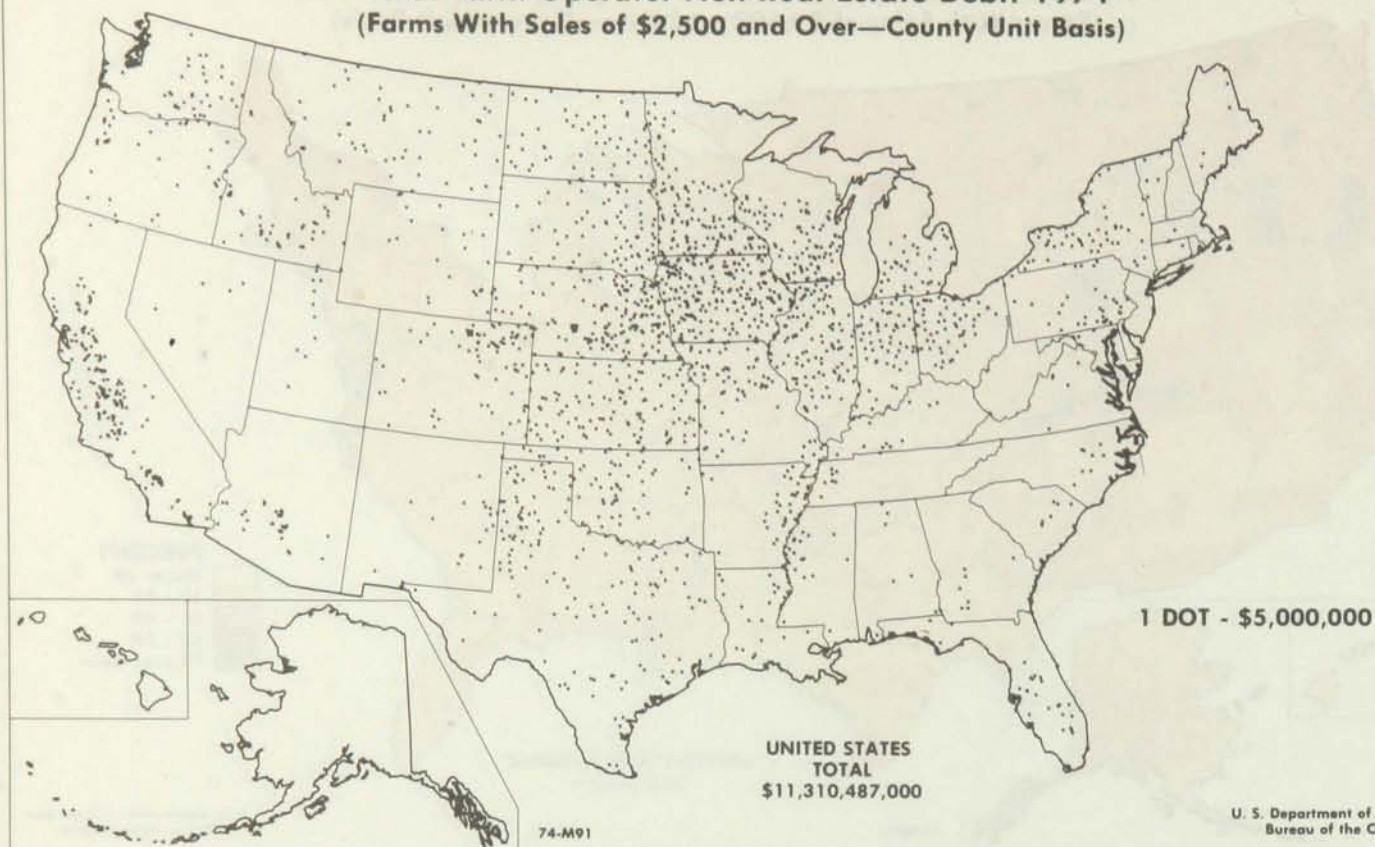 (Farms With Sales of $2,500 and Over—County Unit Basis)
1 DOT - $5,000,000
UNITED STATES
TOTAL
$11,310,487,000
74-M91
U. S. Department of
Bureau of the